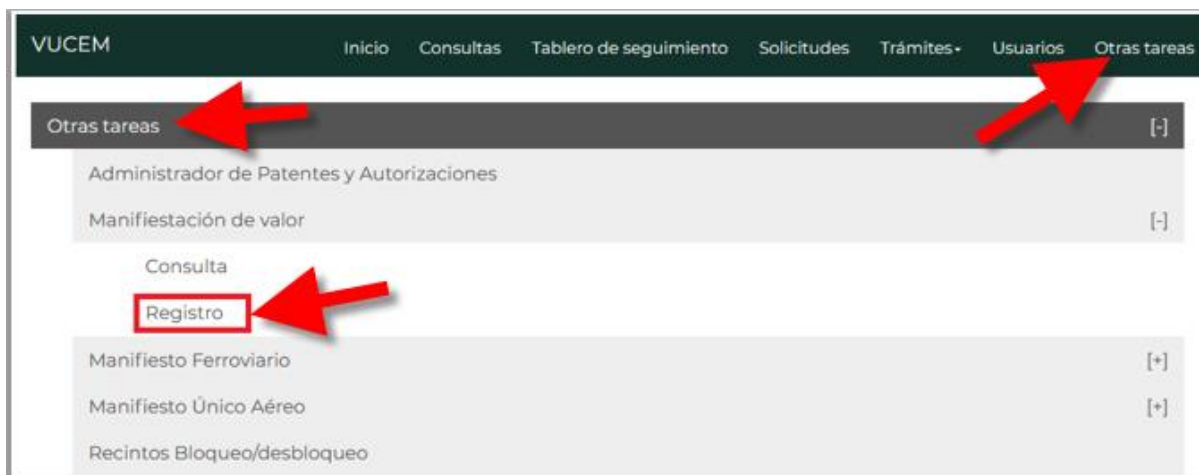 VUCEM Inicio Consultas Tablero de seguimiento Solicitudes Trámites Usuarios Otras tareas
Otras tareas [-]
Administrador de Patentes y Autorizaciones
Manifiestación de valor [-]
Consulta
Registro
Manifiesto Ferroviario [+]
Manifiesto Único Aéreo [+]
Recintos Bloqueo/desbloqueo